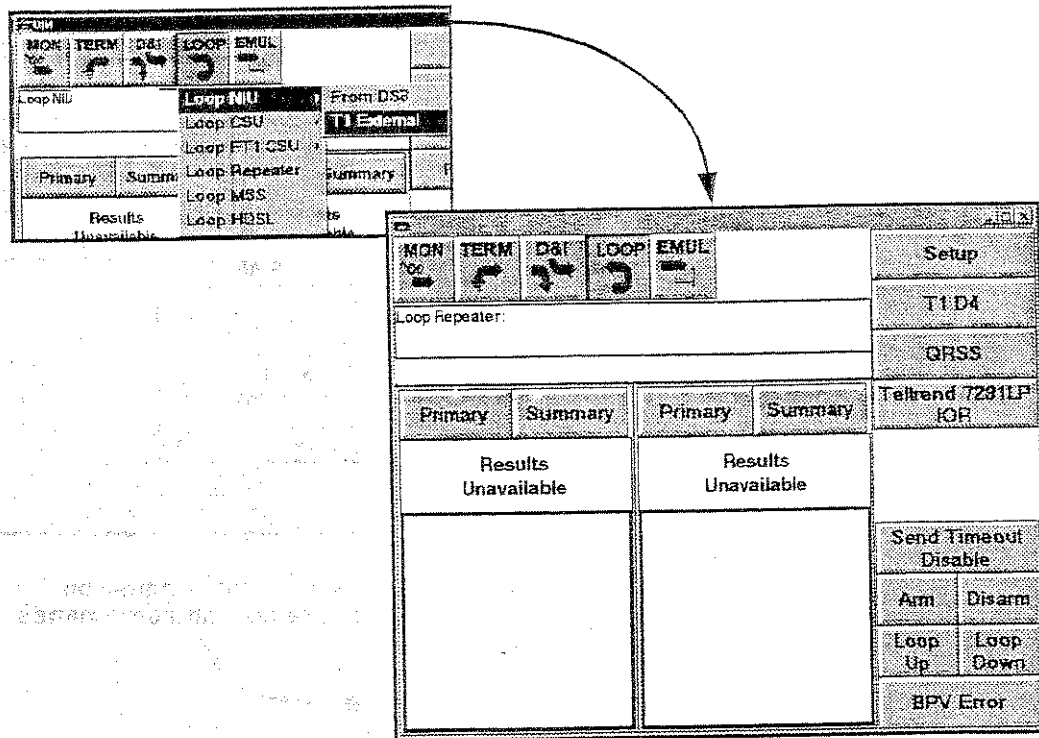 MON TERM D&I LOOP EMUL
Loop NIU
Loop NIU From DS3
Loop CSU T1 External
Loop FT1 CSU
Loop Repeater
Loop MSS
Loop HDSL
Primary Summary
Results
Unavailable
MON TERM D&I LOOP EMUL
Setup
T1 D4
Loop Repeater:
QRSS
Teltrend 7231LP
IOR
Primary Summary Primary Summary
Results
Unavailable
Results
Unavailable
Send Timeout
Disable
Arm Disarm
Loop
Up
Loop
Down
BPV Error